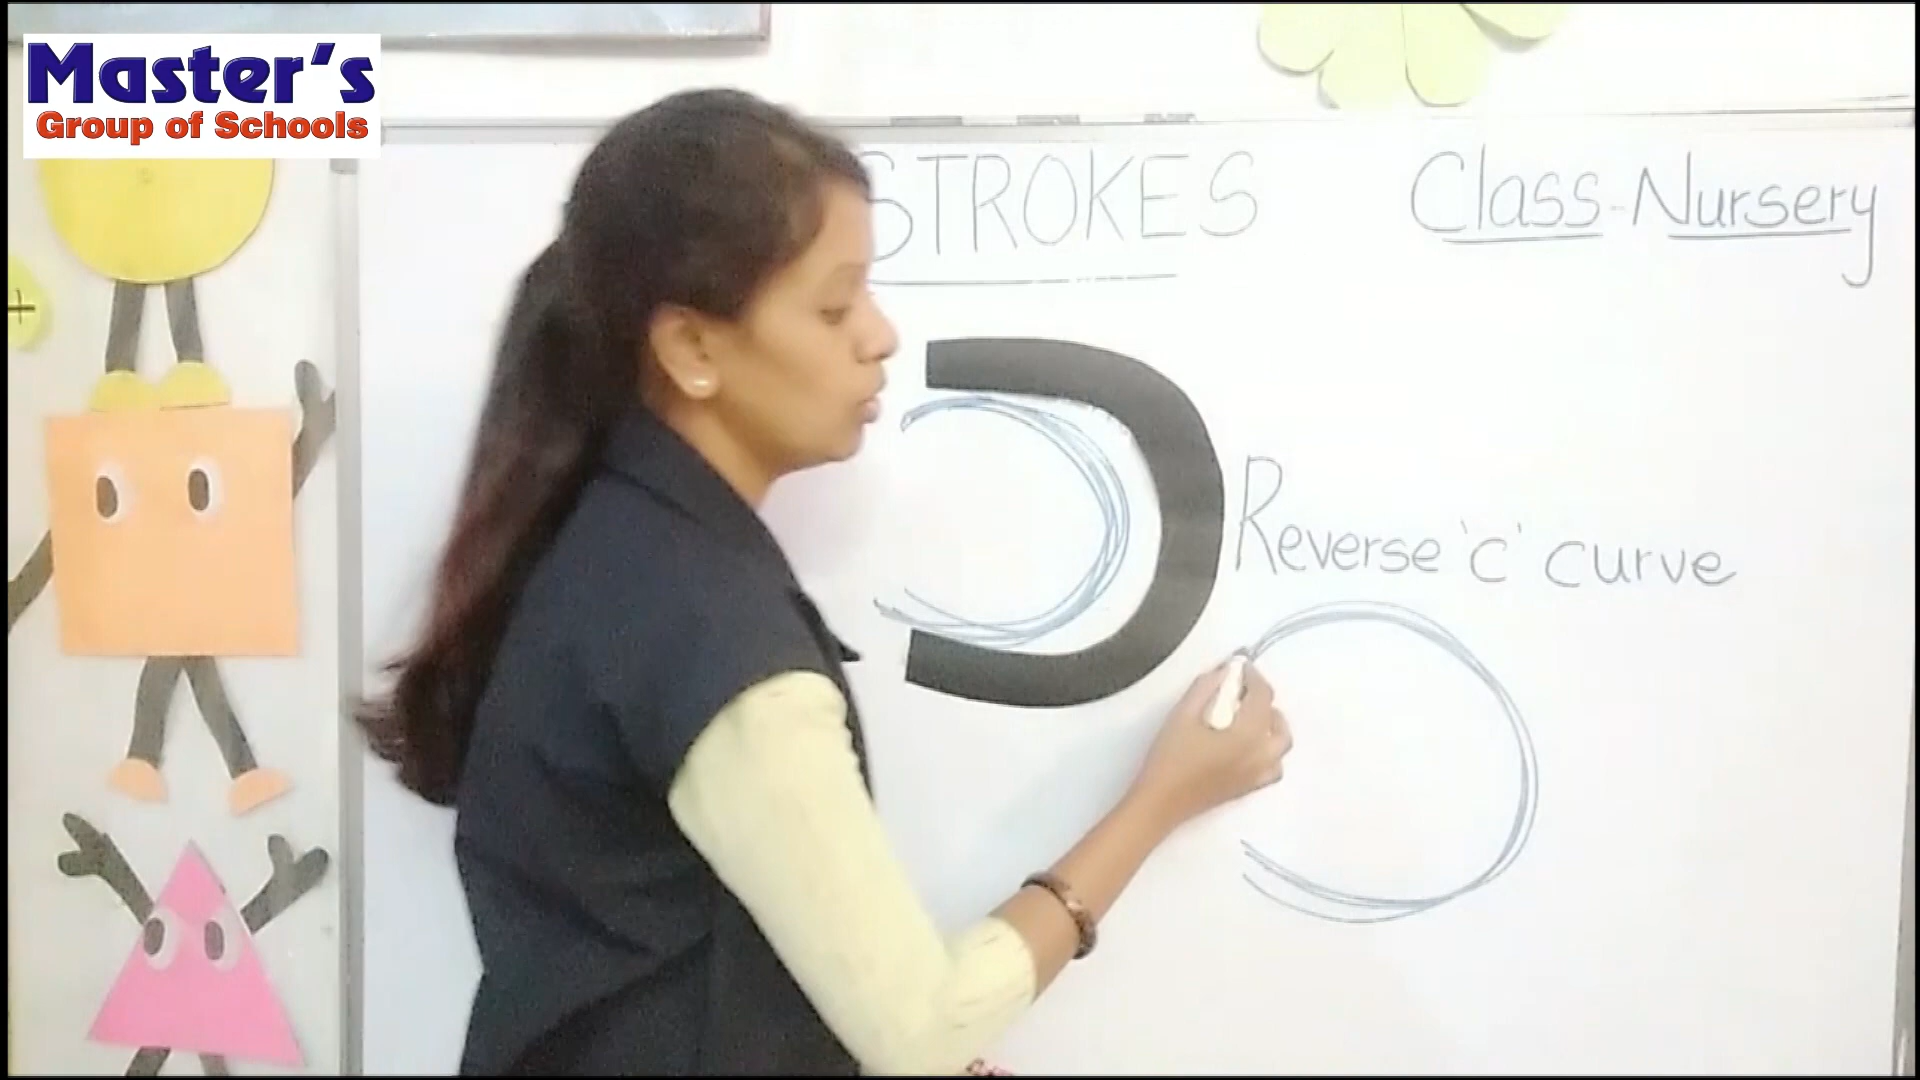 Master's
Group of Schools
STROKES
Class-Nursery
Reverse 'c' curve
+